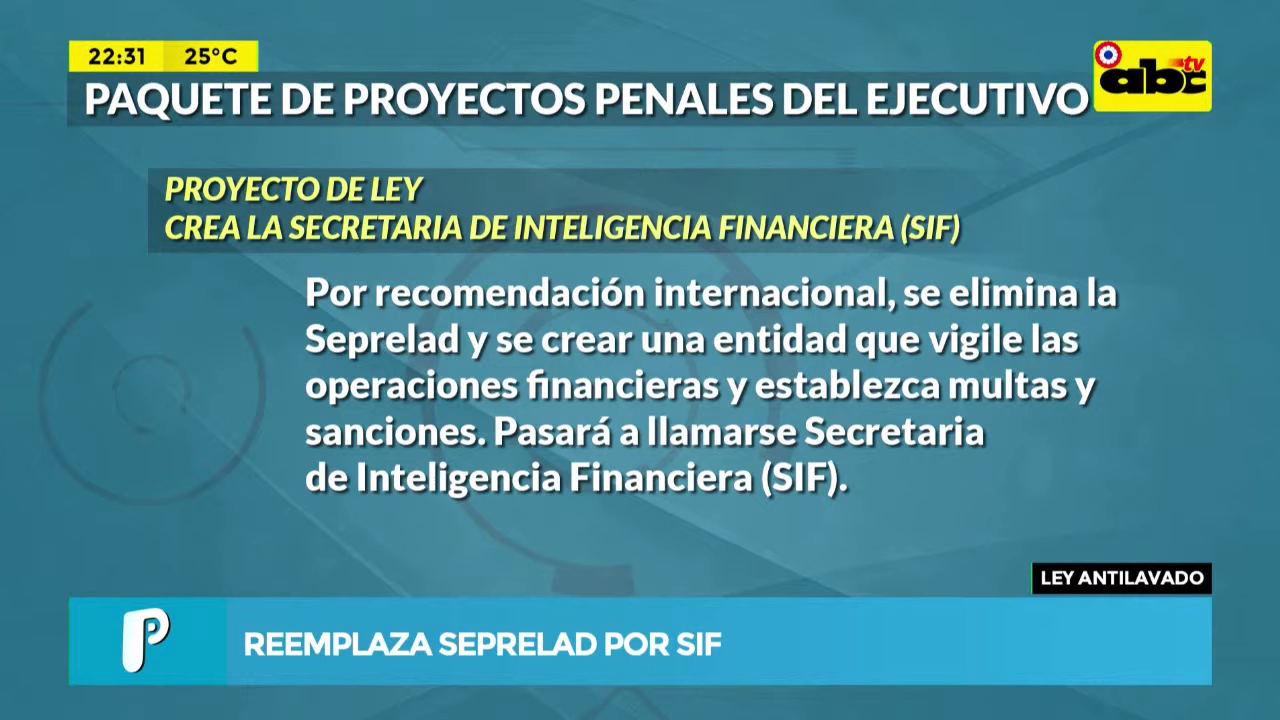 22:31 25°C
PAQUETE DE PROYECTOS PENALES DEL EJECUTIVO
abc tv
PROYECTO DE LEY
CREA LA SECRETARIA DE INTELIGENCIA FINANCIERA (SIF)
Por recomendación internacional, se elimina la
Seprelad y se crear una entidad que vigile las
operaciones financieras y establezca multas y
sanciones. Pasará a llamarse Secretaria
de Inteligencia Financiera (SIF).
LEY ANTILAVADO
P
REEMPLAZA SEPRELAD POR SIF